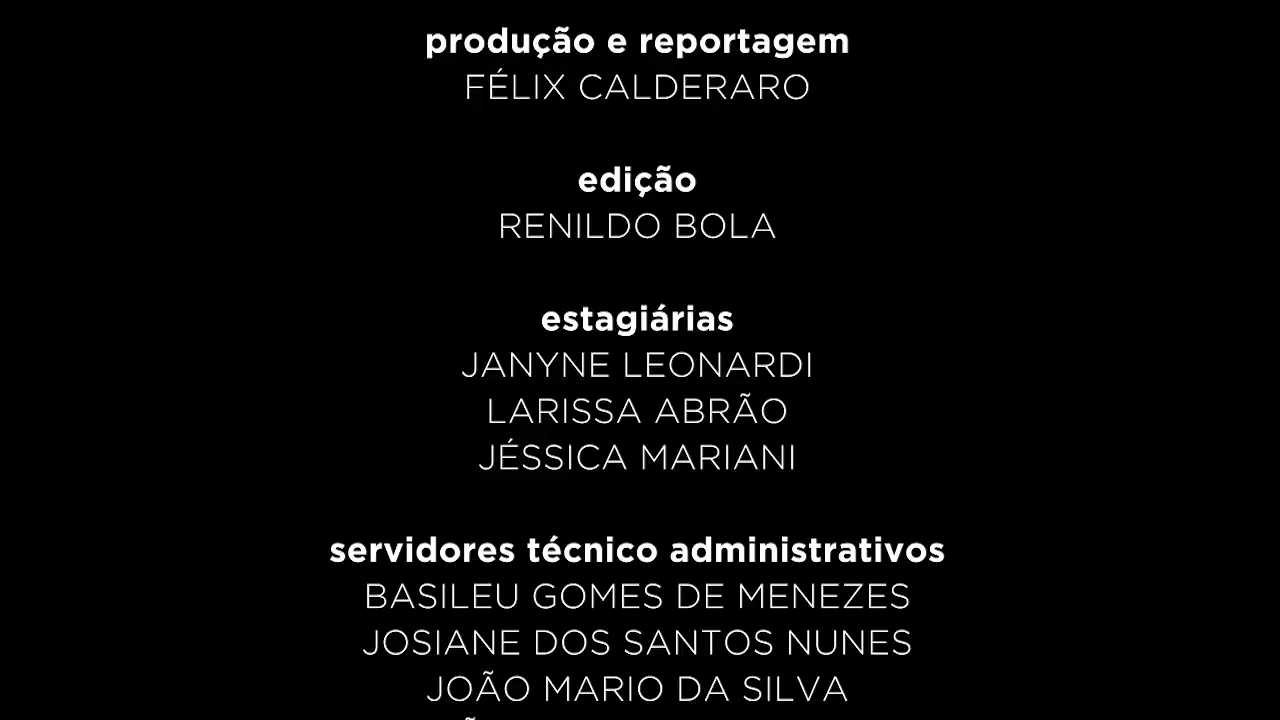 produção e reportagem
FÉLIX CALDERARO
edição
RENILDO BOLA
estagiárias
JANYNE LEONARDI
LARISSA ABRÃO
JÉSSICA MARIANI
servidores técnico administrativos
BASILEU GOMES DE MENEZES
JOSIANE DOS SANTOS NUNES
JOÃO MARIO DA SILVA